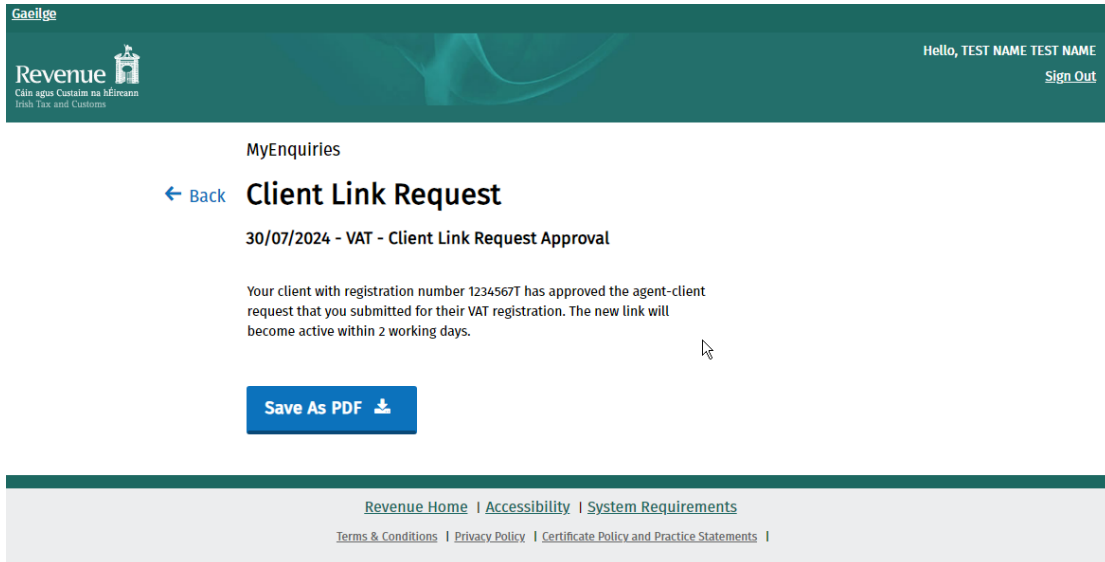 Gaeilge
Revenue
Cáin agus Custaim na hÉireann
Irish Tax and Customs
Hello, TEST NAME TEST NAME
Sign Out
MyEnquiries
Back
Client Link Request
30/07/2024 - VAT - Client Link Request Approval
Your client with registration number 1234567T has approved the agent-client
request that you submitted for their VAT registration. The new link will
become active within 2 working days.
Save As PDF
Revenue Home | Accessibility | System Requirements
Terms & Conditions | Privacy Policy | Certificate Policy and Practice Statements |